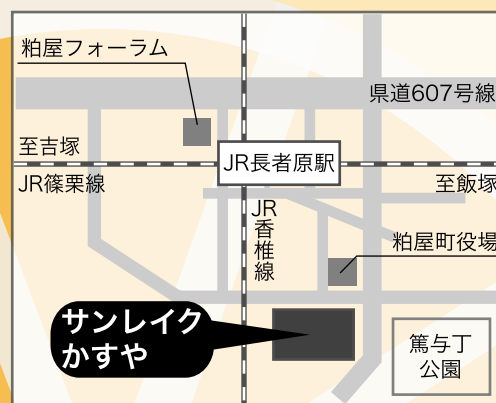 粕屋フォーラム
県道607号線
至吉塚
JR長者原駅
JR篠栗線
至飯塚
JR
香
椎
線
粕屋町役場
サンレイク
かすや
篤与丁
公園